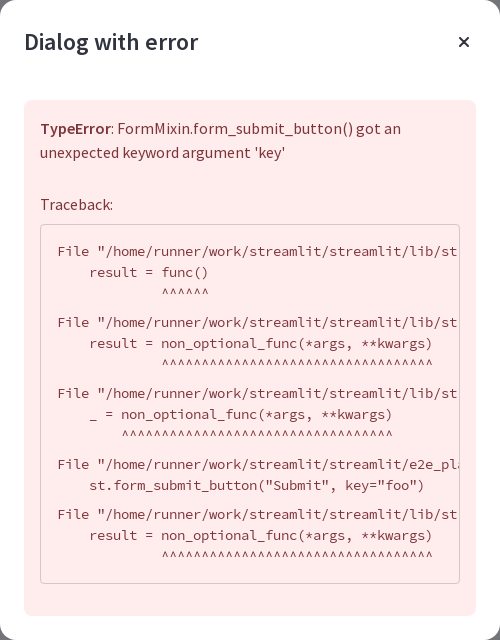 Dialog with error
×
TypeError: FormMixin.form_submit_button() got an
unexpected keyword argument 'key'
Traceback:
File "/home/runner/work/streamlit/streamlit/lib/st
result = func()
^^^^^^
File "/home/runner/work/streamlit/streamlit/lib/st
result = non_optional_func(*args, **kwargs)
^^^^^^^^^^^^^^^^^^^^^^^^^^^^^^^^^^
File "/home/runner/work/streamlit/streamlit/lib/st
_ = non_optional_func(*args, **kwargs)
^^^^^^^^^^^^^^^^^^^^^^^^^^^^^^^^^^
File "/home/runner/work/streamlit/streamlit/e2e_pla
st.form_submit_button("Submit", key="foo")
File "/home/runner/work/streamlit/streamlit/lib/st
result = non_optional_func(*args, **kwargs)
^^^^^^^^^^^^^^^^^^^^^^^^^^^^^^^^^^